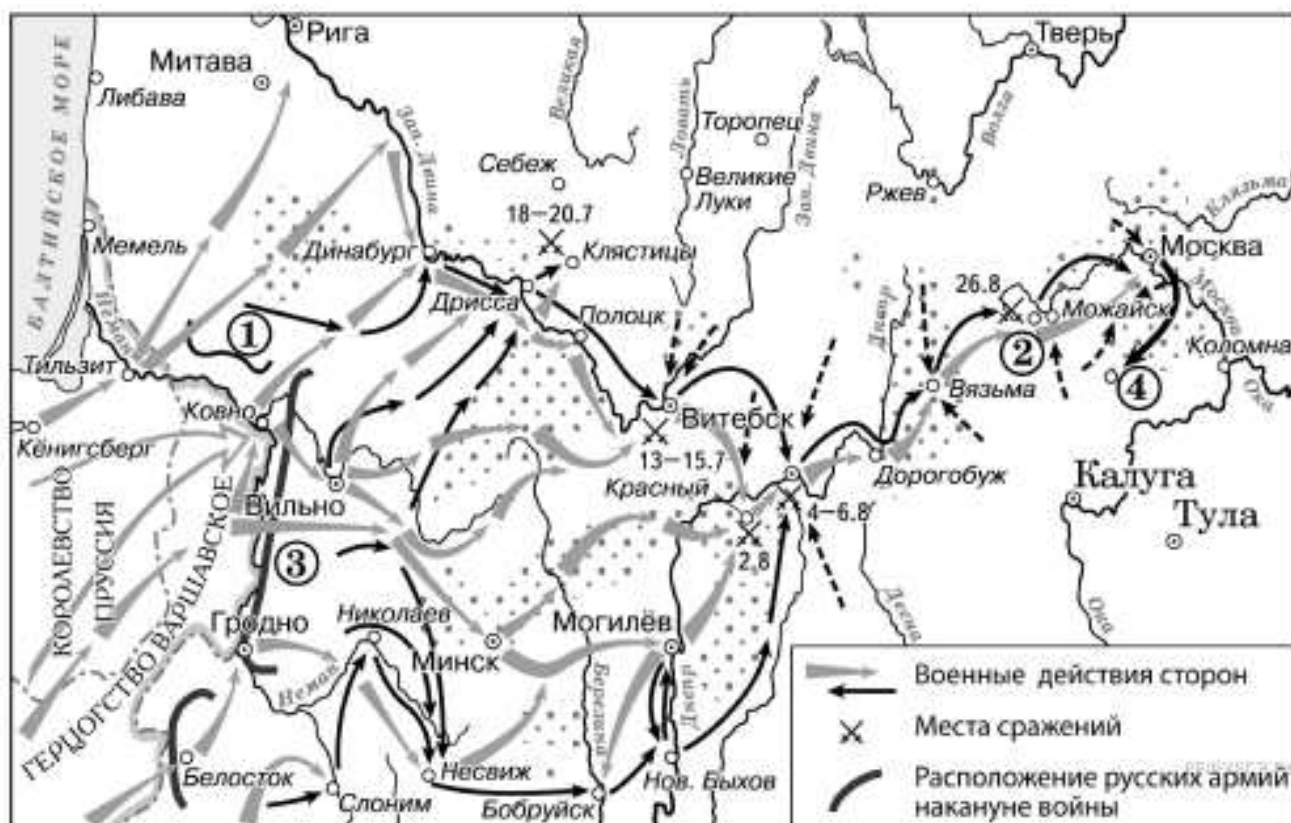 Рига
Тверь
Митава
Либава
БАЛТИЙСКОЕ МОРЕ
Зап. Двина
Великая
Ловать
Торопец
Зап. Двина
Волга
Себеж
Великие
Луки
Ржев
Клязьма
18–20.7
Мемель
Динабург
Клястицы
Москва
Неман
Дрисса
Днепр
26.8
Можайск
Москва
1
Полоцк
2
Коломна
Тильзит
4
Ока
Вязьма
Ковно
Витебск
Кёнигсберг
13–15.7
Дорогобуж
Красный
Калуга
Вильно
4–6.8
Тула
КОРОЛЕВСТВО
ПРУССИЯ
ГЕРЦОГСТВО ВАРШАВСКОЕ
3
2.8
Николаев
Десна
Ока
Гродно
Минск
Могилёв
Неман
Березина
Днепр
Белосток
Несвиж
Нов. Быхов
Слоним
Бобруйск
Военные действия сторон
Места сражений
Расположение русских армий
накануне войны